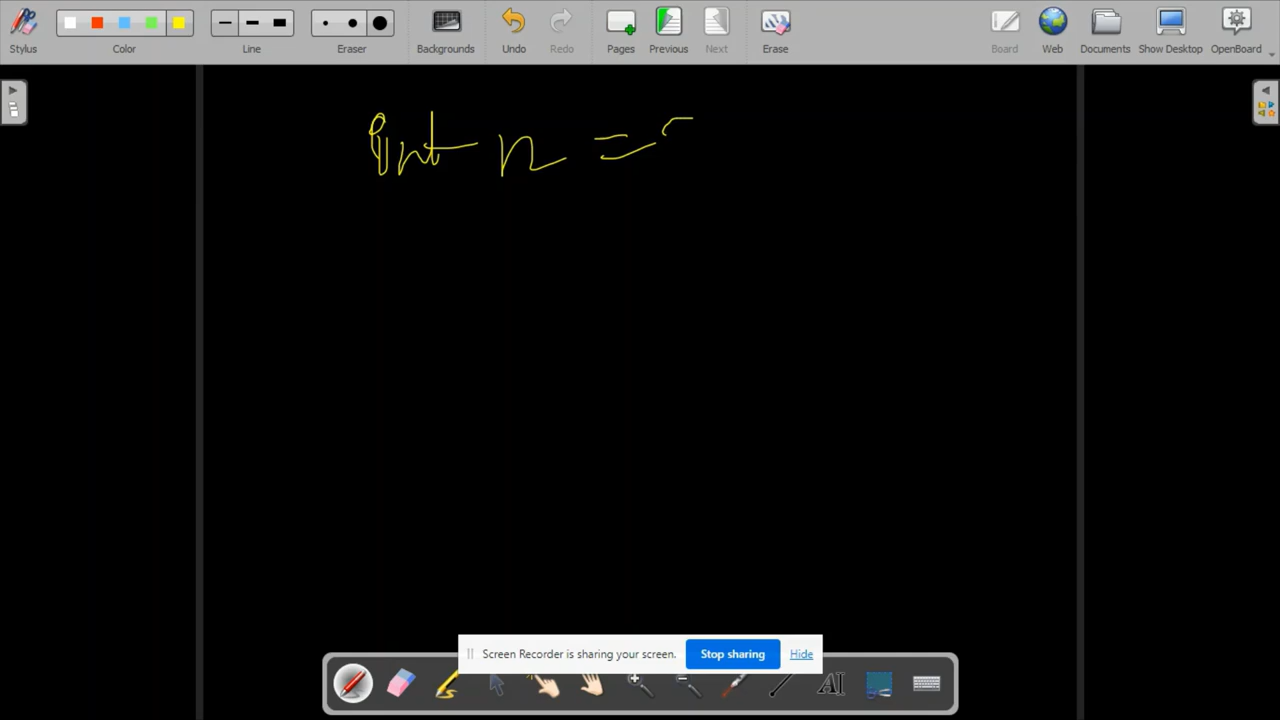 Stylus
Color
Line
Eraser
Backgrounds
Undo
Redo
Pages
Previous
Next
Erase
Board
Web
Documents
Show Desktop
OpenBoard
int n =
Screen Recorder is sharing your screen.
Stop sharing
Hide
AI